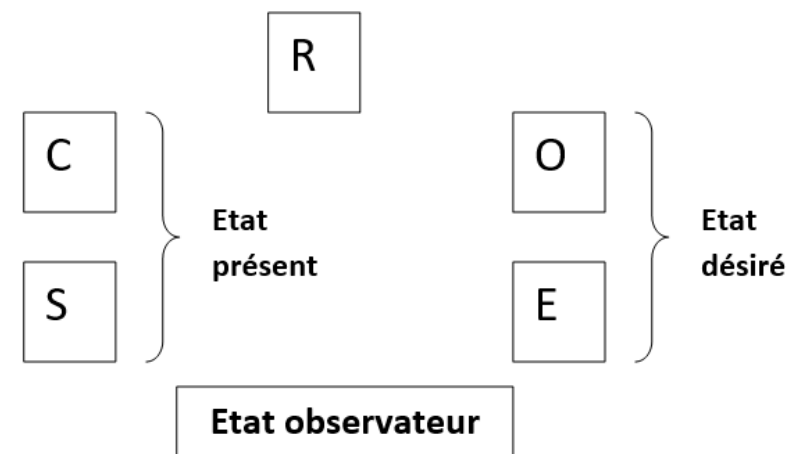 R
C
O
Etat
présent
Etat
désiré
S
E
Etat observateur